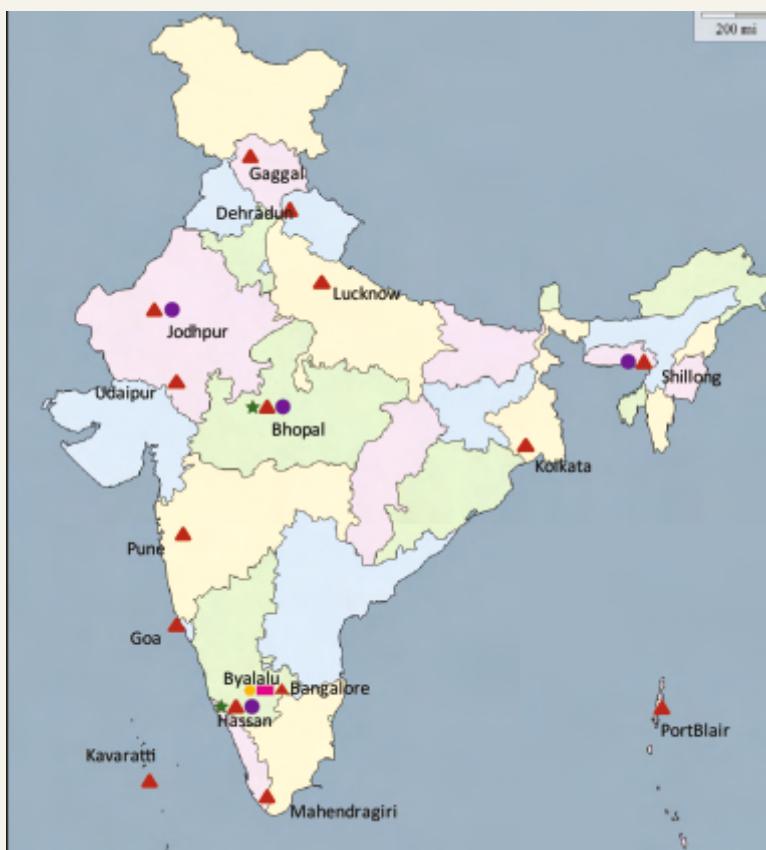 200 mi
Gaggal
Dehradun
Lucknow
Jodhpur
Shillong
Udaipur
Bhopal
Kolkata
Pune
Goa
Byalalu
Bangalore
Hassan
PortBlair
Kavaratti
Mahendragiri